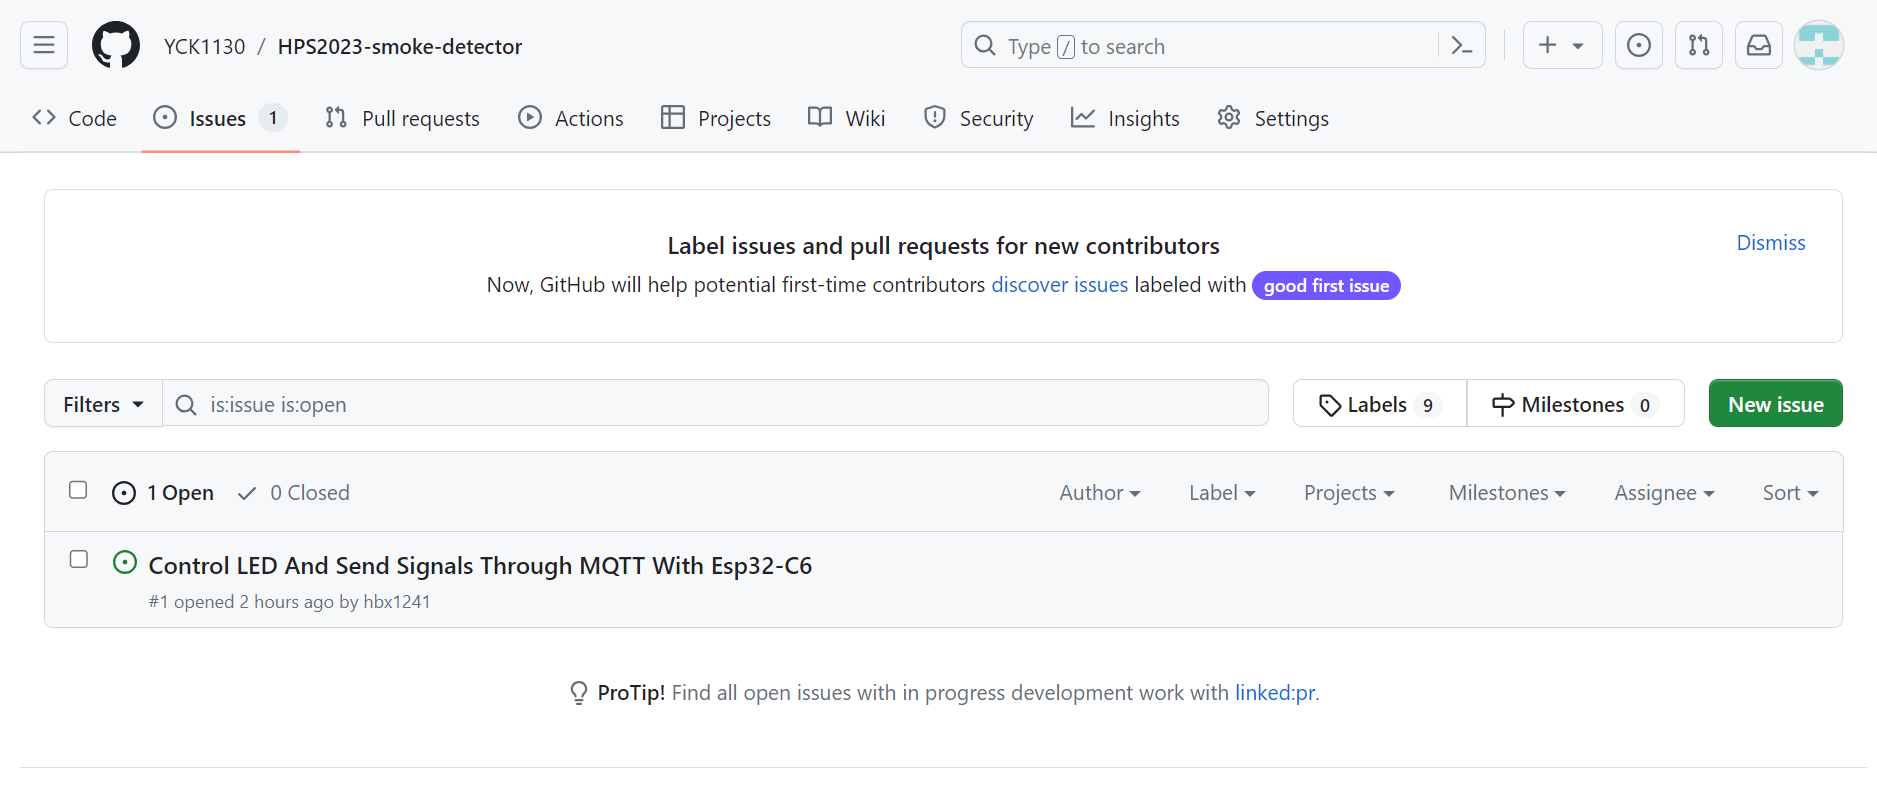 YCK1130 / HPS2023-smoke-detector
Type / to search
Code
Issues 1
Pull requests
Actions
Projects
Wiki
Security
Insights
Settings
Label issues and pull requests for new contributors
Dismiss
Now, GitHub will help potential first-time contributors discover issues labeled with good first issue
Filters
is:issue is:open
Labels 9
Milestones 0
New issue
1 Open
0 Closed
Author
Label
Projects
Milestones
Assignee
Sort
Control LED And Send Signals Through MQTT With Esp32-C6
#1 opened 2 hours ago by hbx1241
ProTip! Find all open issues with in progress development work with linked:pr.